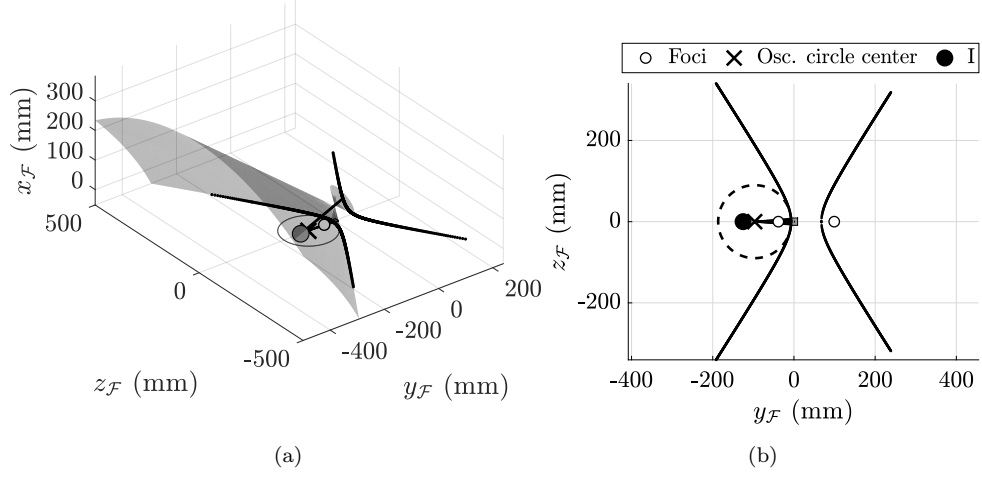 300
200
100
0
x_ℱ (mm)
500
0
-500
z_ℱ (mm)
-400
-200
0
200
y_ℱ (mm)
(a)
Foci Osc. circle center I
200
0
-200
z_ℱ (mm)
-400 -200 0 200 400
y_ℱ (mm)
(b)